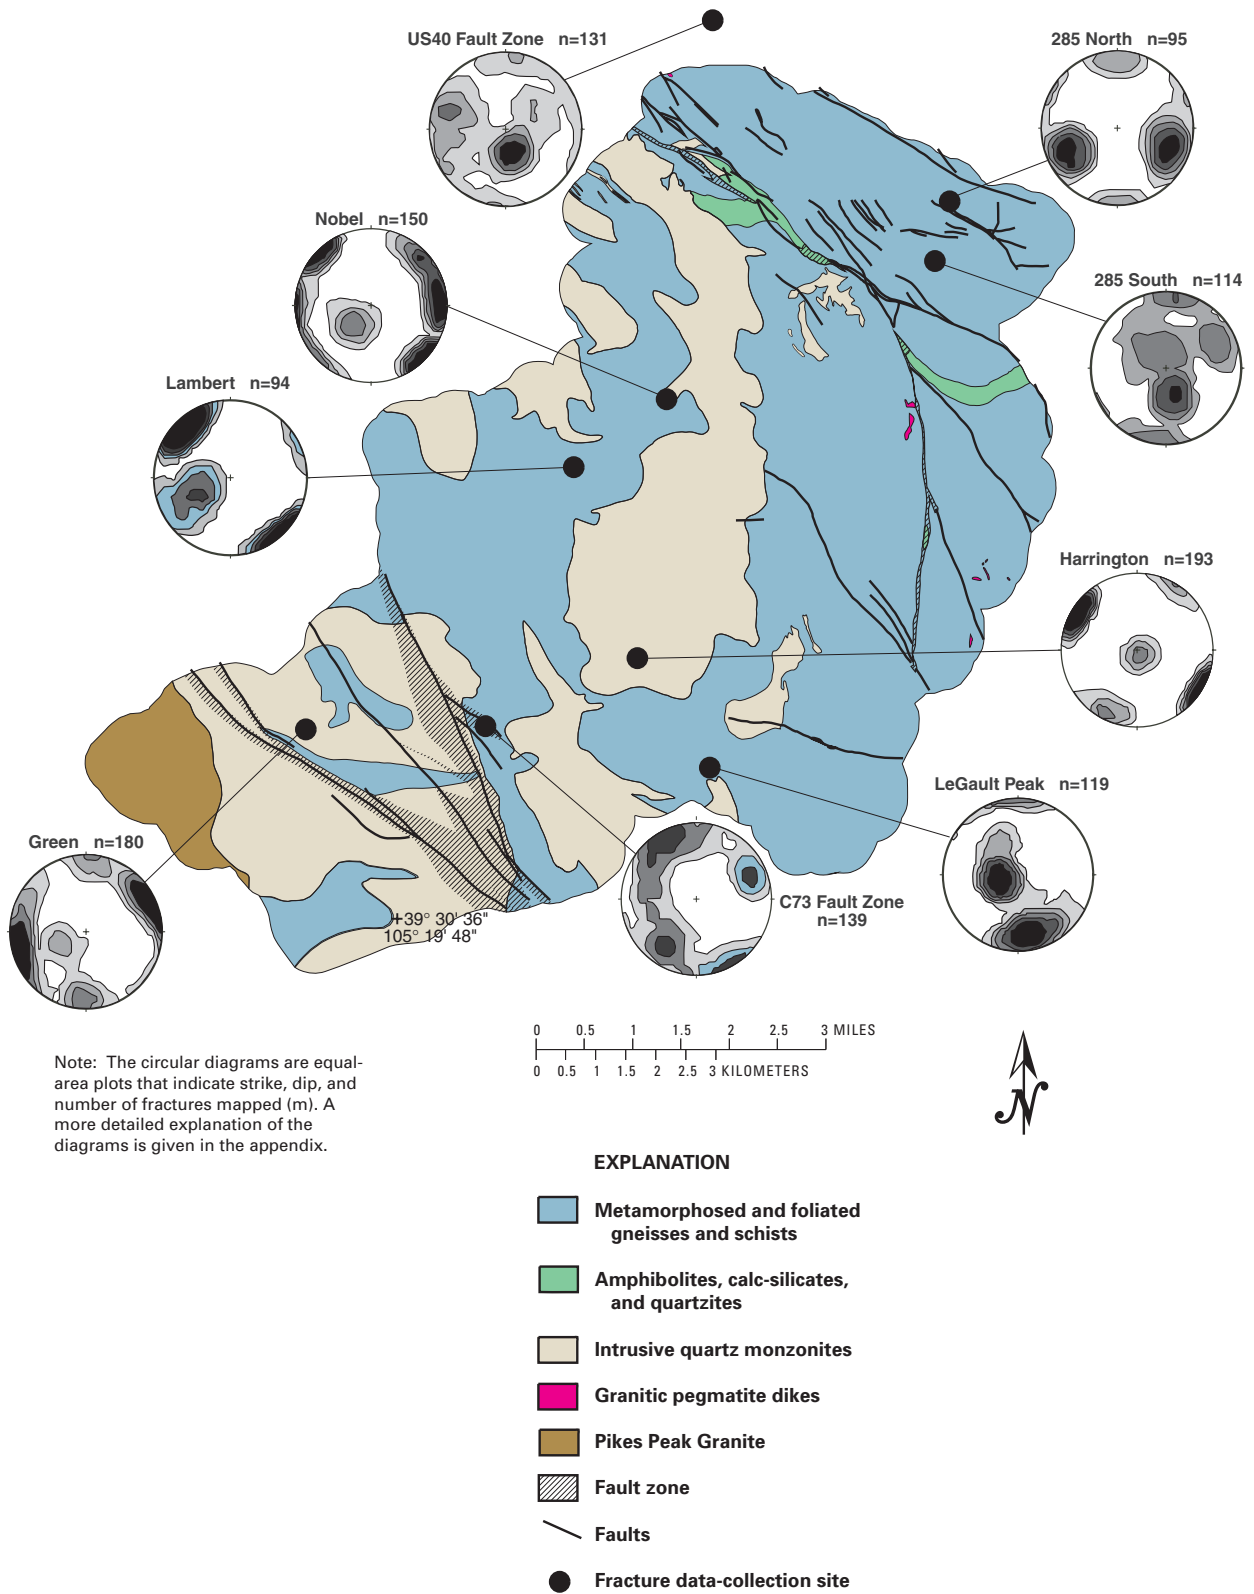 US40 Fault Zone n=131
285 North n=95
Nobel n=150
285 South n=114
Lambert n=94
Harrington n=193
LeGault Peak n=119
Green n=180
C73 Fault Zone
n=139
+39° 30' 36"
105° 19' 48"
0 0.5 1 1.5 2 2.5 3 MILES
0 0.5 1 1.5 2 2.5 3 KILOMETERS
N
Note: The circular diagrams are equal-
area plots that indicate strike, dip, and
number of fractures mapped (m). A
more detailed explanation of the
diagrams is given in the appendix.
EXPLANATION
Metamorphosed and foliated
gneisses and schists
Amphibolites, calc-silicates,
and quartzites
Intrusive quartz monzonites
Granitic pegmatite dikes
Pikes Peak Granite
Fault zone
Faults
Fracture data-collection site